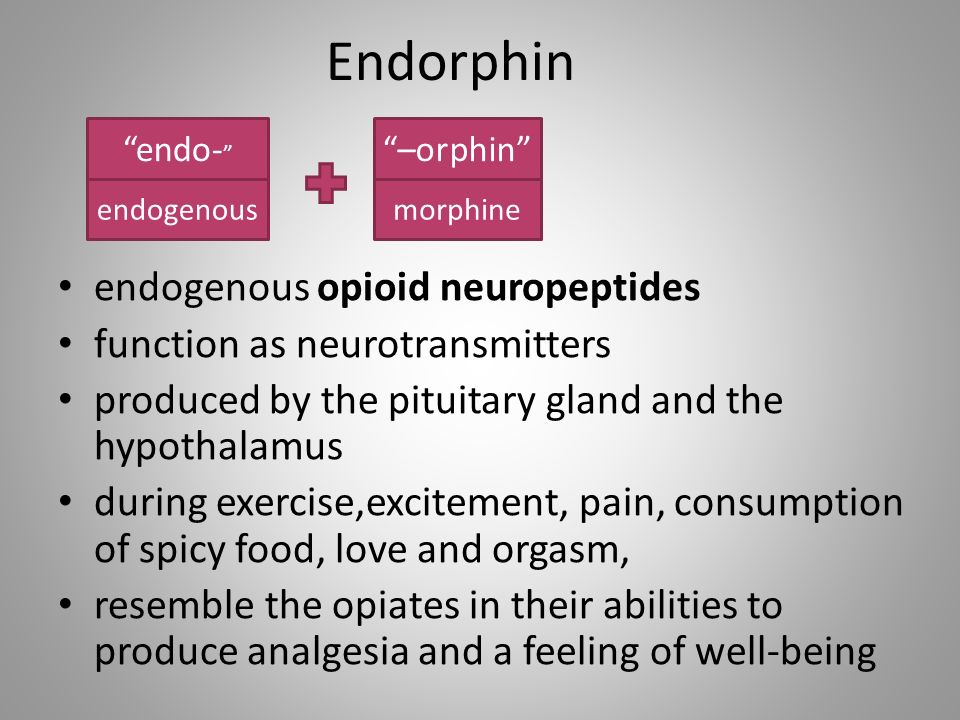 Endorphin
“endo-”
endogenous
“–orphin”
morphine
• endogenous opioid neuropeptides
• function as neurotransmitters
• produced by the pituitary gland and the
hypothalamus
• during exercise,excitement, pain, consumption
of spicy food, love and orgasm,
• resemble the opiates in their abilities to
produce analgesia and a feeling of well-being